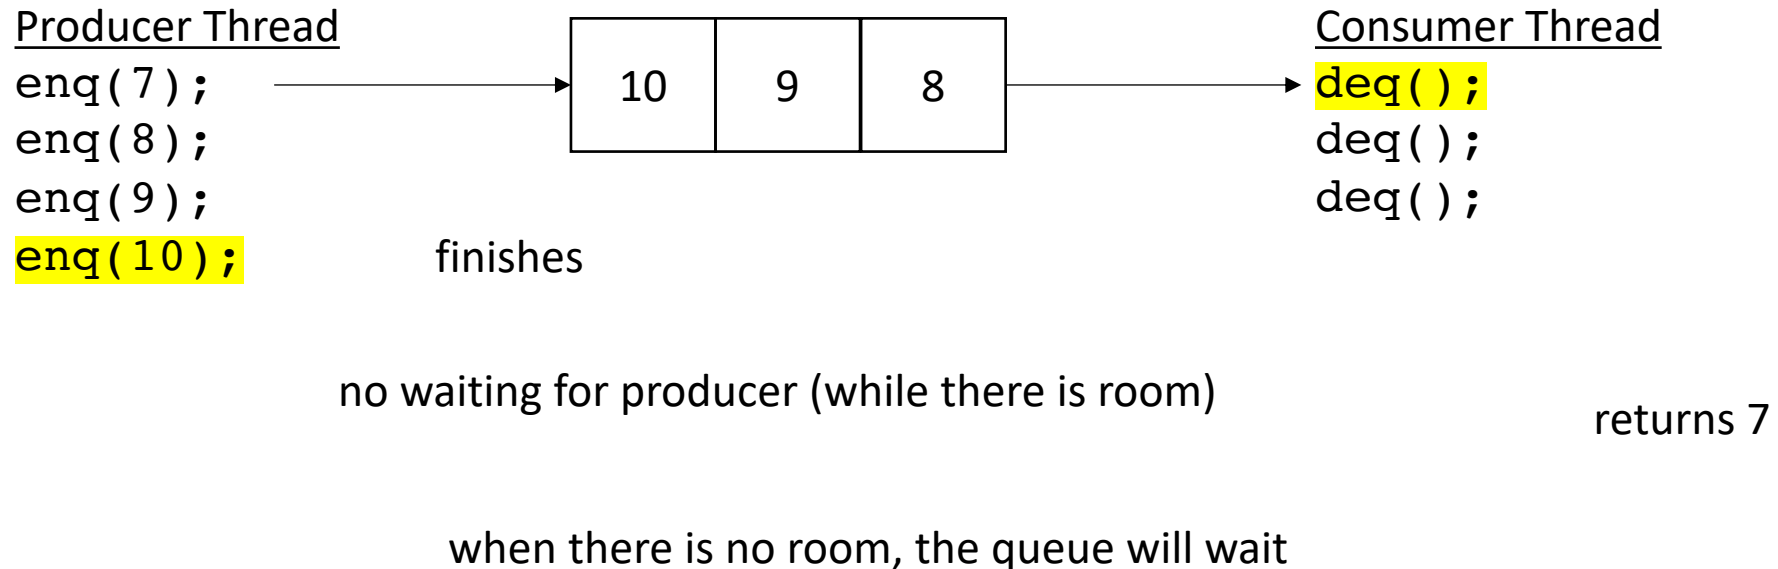 Producer Thread
enq(7);
enq(8);
enq(9);
enq(10);
finishes
10 9 8
Consumer Thread
deq();
deq();
deq();
no waiting for producer (while there is room)
returns 7
when there is no room, the queue will wait